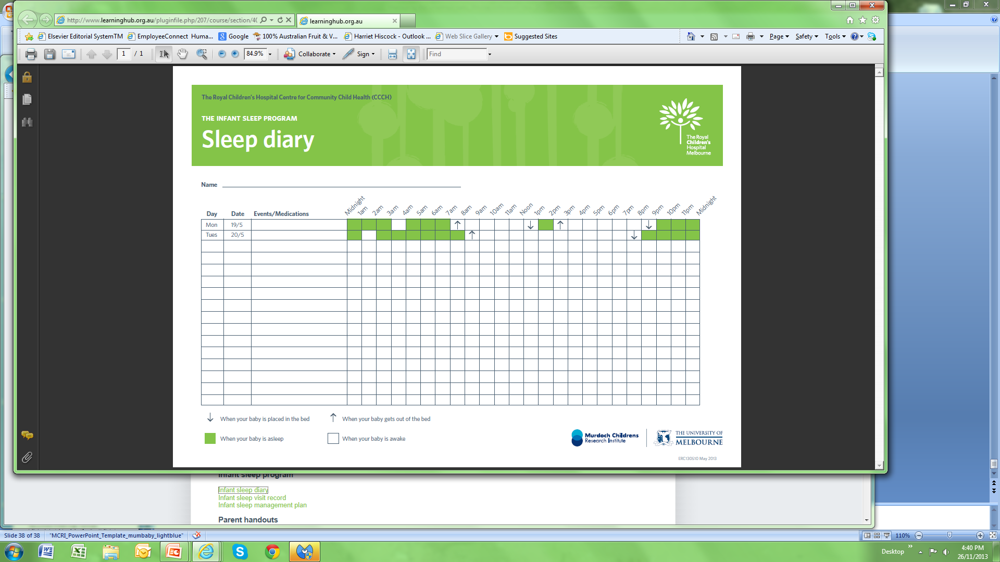 http://www.learninghub.org.au/pluginfile.php/207/course/section/40
learninghub.org.au
Elsevier Editorial SystemTM
EmployeeConnect Huma...
Google
100% Australian Fruit & V...
Harriet Hiscock - Outlook ...
Web Slice Gallery
Suggested Sites
Page
Safety
Tools
1 / 1
84.9%
Collaborate
Sign
Find
The Royal Children's Hospital Centre for Community Child Health (CCCH)
THE INFANT SLEEP PROGRAM
Sleep diary
The Royal
Children's
Hospital
Melbourne
Name
Day Date Events/Medications Midnight 1am 2am 3am 4am 5am 6am 7am 8am 9am 10am 11am Noon 1pm 2pm 3pm 4pm 5pm 6pm 7pm 8pm 9pm 10pm 11pm Midnight
Mon 19/5
Tues 20/5
↓ When your baby is placed in the bed ↑ When your baby gets out of the bed
When your baby is asleep When your baby is awake
Murdoch Childrens
Research Institute
THE UNIVERSITY OF
MELBOURNE
ERC130510 May 2013
Infant sleep program
Infant sleep diary
Infant sleep visit record
Infant sleep management plan
Parent handouts
Slide 38 of 38 "MCRI_PowerPoint_Template_mumbaby_lightblue" 110%
Desktop
4:40 PM
26/11/2013